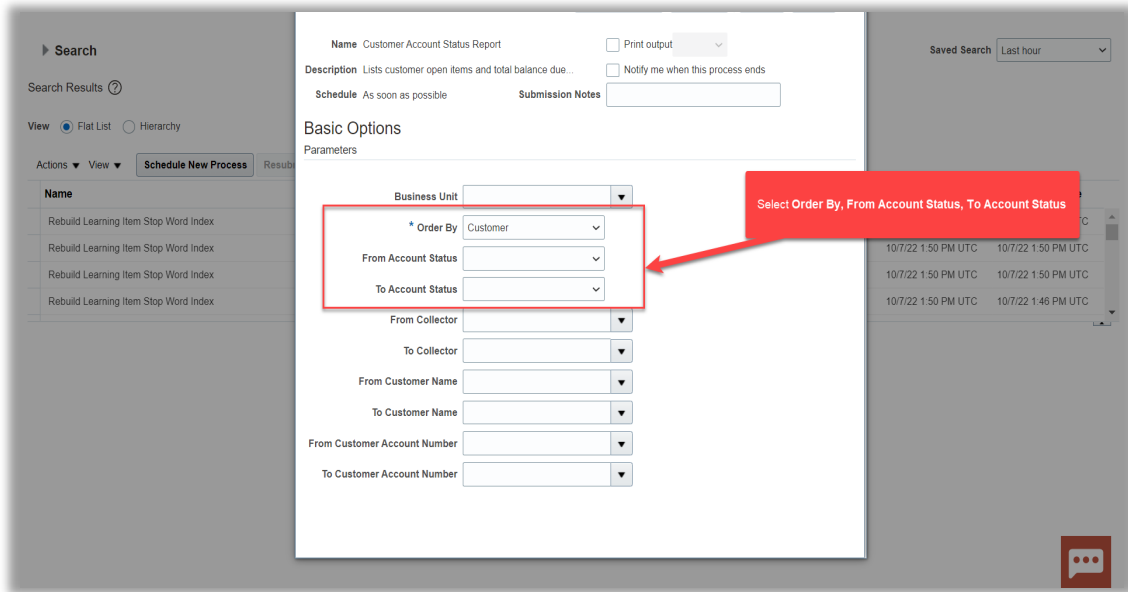 Name Customer Account Status Report Print output
Search Saved Search Last hour
Description Lists customer open items and total balance due... Notify me when this process ends
Search Results ?
Schedule As soon as possible Submission Notes
View Flat List Hierarchy
Basic Options
Parameters
Actions View Schedule New Process
Name
Business Unit
Select Order By, From Account Status, To Account Status
Rebuild Learning Item Stop Word Index
* Order By Customer
Rebuild Learning Item Stop Word Index 10/7/22 1:50 PM UTC 10/7/22 1:50 PM UTC
From Account Status
Rebuild Learning Item Stop Word Index 10/7/22 1:50 PM UTC 10/7/22 1:50 PM UTC
To Account Status
Rebuild Learning Item Stop Word Index 10/7/22 1:50 PM UTC 10/7/22 1:46 PM UTC
From Collector
To Collector
From Customer Name
To Customer Name
From Customer Account Number
To Customer Account Number